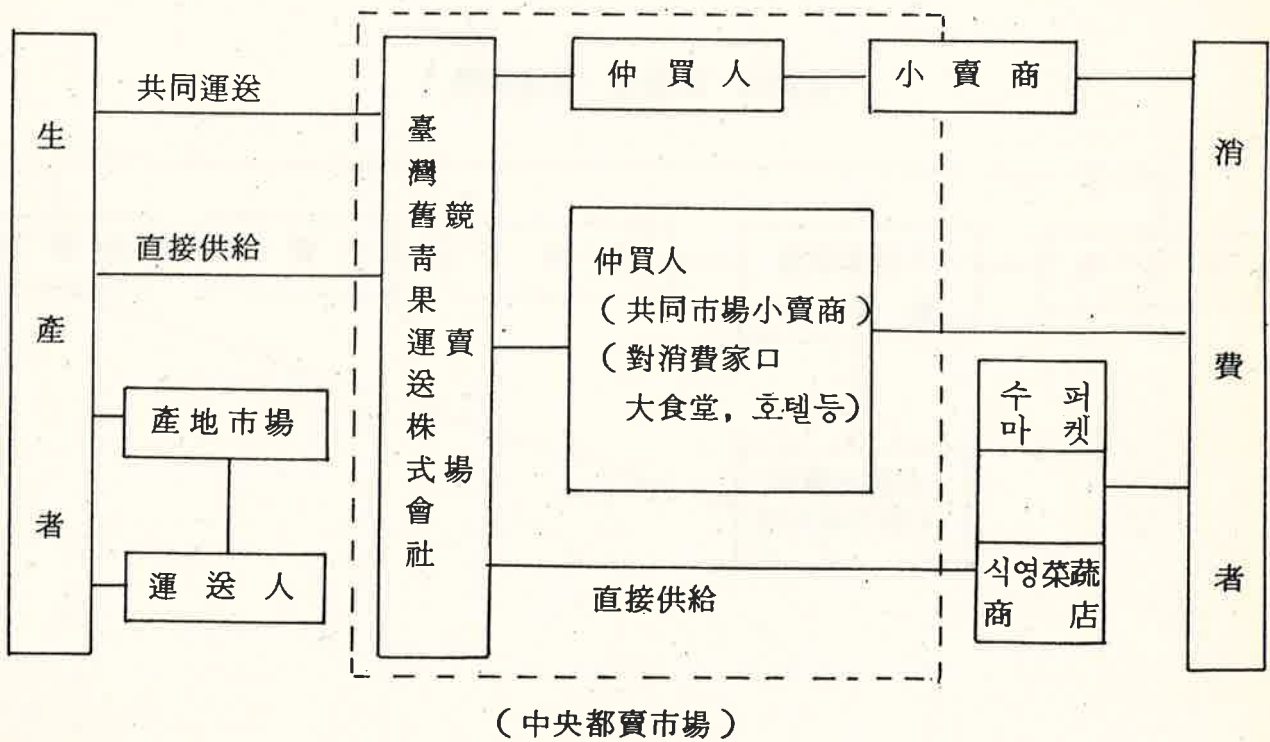 生產者
共同運送
直接供給
產地市場
運送人
臺灣舊靑果運送株式會社
競賣場
仲買人
小賣商
仲買人
(共同市場小賣商)
(對消費家口
大食堂, 호텔등)
直接供給
수퍼
마켓
식영菜蔬
商店
消費者
(中央都賣市場)